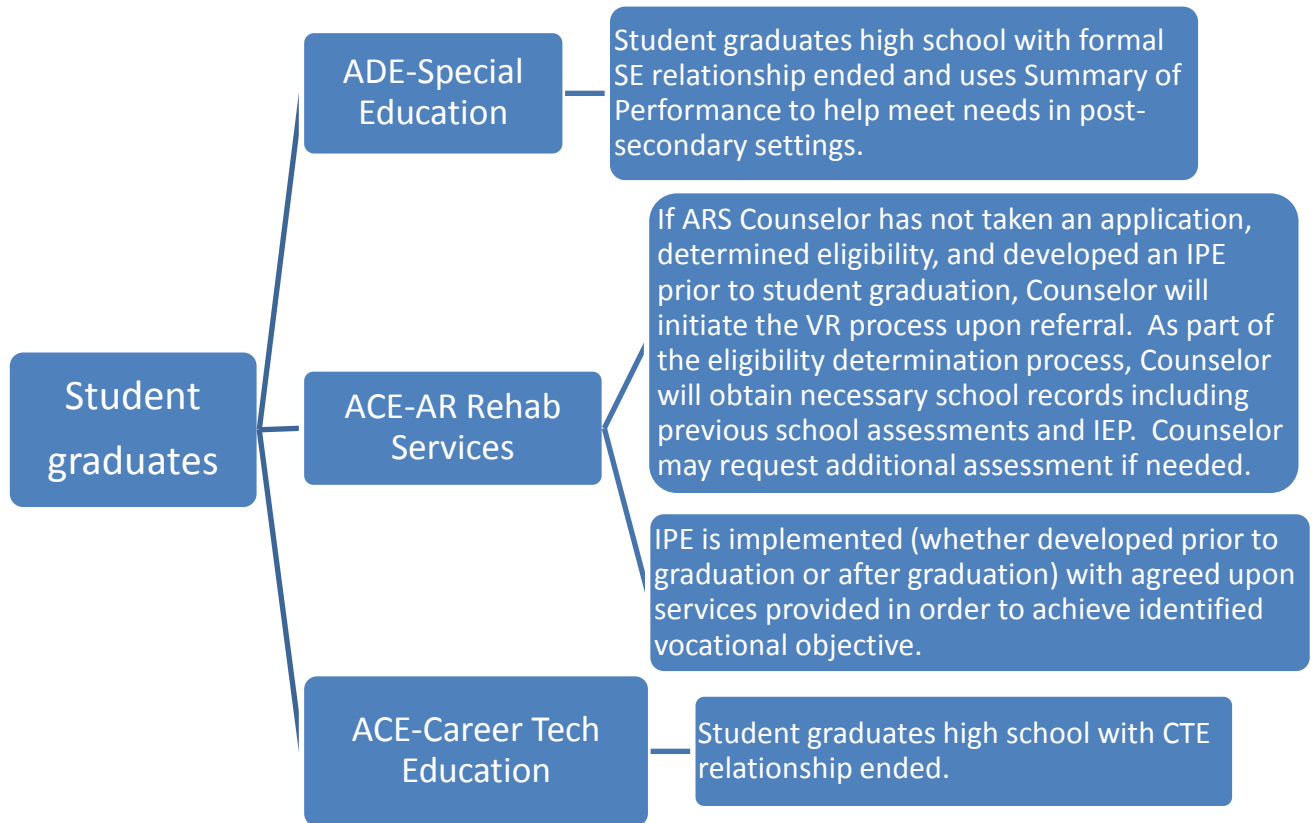 Student
graduates
ADE-Special
Education
Student graduates high school with formal
SE relationship ended and uses Summary of
Performance to help meet needs in post-
secondary settings.
ACE-AR Rehab
Services
If ARS Counselor has not taken an application,
determined eligibility, and developed an IPE
prior to student graduation, Counselor will
initiate the VR process upon referral.  As part of
the eligibility determination process, Counselor
will obtain necessary school records including
previous school assessments and IEP.  Counselor
may request additional assessment if needed.
IPE is implemented (whether developed prior to
graduation or after graduation) with agreed upon
services provided in order to achieve identified
vocational objective.
ACE-Career Tech
Education
Student graduates high school with CTE
relationship ended.